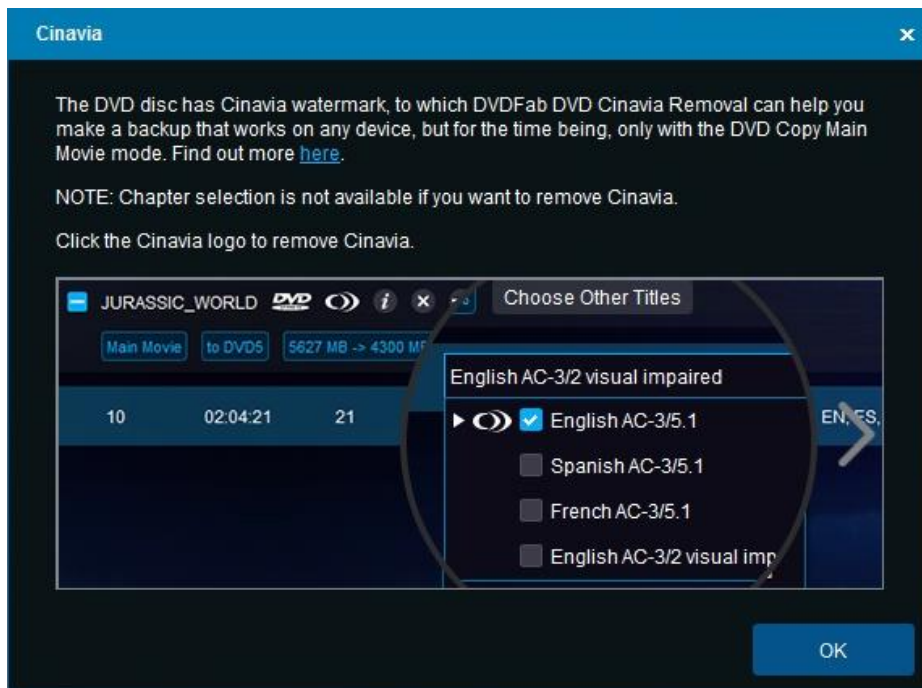 Cinavia
The DVD disc has Cinavia watermark, to which DVDFab DVD Cinavia Removal can help you
make a backup that works on any device, but for the time being, only with the DVD Copy Main
Movie mode. Find out more here.
NOTE: Chapter selection is not available if you want to remove Cinavia.
Click the Cinavia logo to remove Cinavia.
JURASSIC_WORLD DVD i x Choose Other Titles
Main Movie to DVD5 5627 MB -> 4300
English AC-3/2 visual impaired
10 02:04:21 21 English AC-3/5.1 EN, ES,
Spanish AC-3/5.1
French AC-3/5.1
English AC-3/2 visual imp
OK